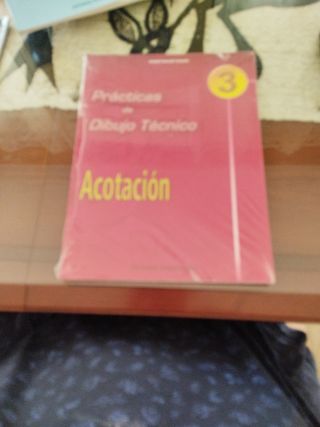 3
Prácticas
de
Dibujo Técnico
Acotación